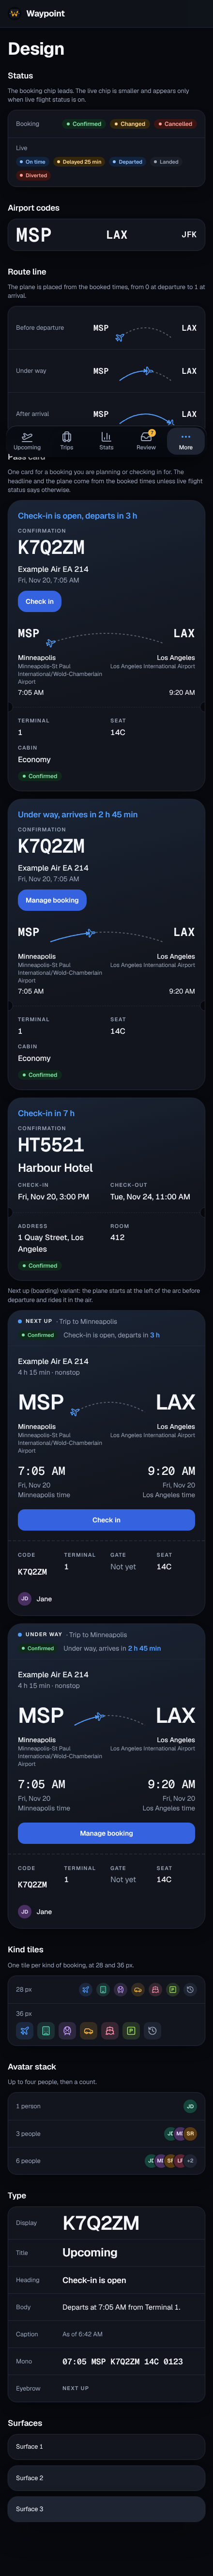 Waypoint
Design
Status
The booking chip leads. The live chip is smaller and appears
only when live flight status is on.
Booking
Confirmed
Changed
Cancelled
Live
On time
Delayed 25 min
Departed
Landed
Diverted
Airport codes
MSP
LAX
JFK
Route line
The plane is placed from the booked times, from 0 at departure to 1 at
arrival.
Before departure
MSP
LAX
Under way
MSP
LAX
After arrival
MSP
LAX
Upcoming
Trips
Stats
Review
More
Pass card
One card for a booking you are planning or checking in for. The
headline and the plane come from the booked times unless live flight
status says otherwise.
Check-in is open, departs in 3 h
CONFIRMATION
K7Q2ZM
Example Air EA 214
Fri, Nov 20, 7:05 AM
Check in
MSP
LAX
Minneapolis
Los Angeles
Minneapolis-St Paul
Los Angeles International Airport
International/Wold-Chamberlain
Airport
7:05 AM
9:20 AM
TERMINAL
SEAT
1
14C
CABIN
Economy
Confirmed
Under way, arrives in 2 h 45 min
CONFIRMATION
K7Q2ZM
Example Air EA 214
Fri, Nov 20, 7:05 AM
Manage booking
MSP
LAX
Minneapolis
Los Angeles
Minneapolis-St Paul
Los Angeles International Airport
International/Wold-Chamberlain
Airport
7:05 AM
9:20 AM
TERMINAL
SEAT
1
14C
CABIN
Economy
Confirmed
Check-in in 7 h
CONFIRMATION
HT5521
Harbour Hotel
CHECK-IN
CHECK-OUT
Fri, Nov 20, 3:00 PM
Tue, Nov 24, 11:00 AM
ADDRESS
ROOM
1 Quay Street, Los
412
Angeles
Confirmed
Next up (boarding) variant: the plane starts at the left of the arc before
departure and rides it in the air.
NEXT UP · Trip to Minneapolis
Confirmed
Check-in is open, departs in 3 h
Example Air EA 214
4 h 15 min · nonstop
MSP
LAX
Minneapolis
Los Angeles
Minneapolis-St Paul
Los Angeles International Airport
International/Wold-Chamberlain
Airport
7:05 AM
9:20 AM
Fri, Nov 20
Fri, Nov 20
Minneapolis time
Los Angeles time
Check in
CODE
TERMINAL
GATE
SEAT
K7Q2ZM
1
Not yet
14C
JD
Jane
UNDER WAY · Trip to Minneapolis
Confirmed
Under way, arrives in 2 h 45 min
Example Air EA 214
4 h 15 min · nonstop
MSP
LAX
Minneapolis
Los Angeles
Minneapolis-St Paul
Los Angeles International Airport
International/Wold-Chamberlain
Airport
7:05 AM
9:20 AM
Fri, Nov 20
Fri, Nov 20
Minneapolis time
Los Angeles time
Manage booking
CODE
TERMINAL
GATE
SEAT
K7Q2ZM
1
Not yet
14C
JD
Jane
Kind tiles
One tile per kind of booking, at 28 and 36 px.
28 px
36 px
Avatar stack
Up to four people, then a count.
1 person
JD
3 people
SR
6 people
+2
Type
Display
K7Q2ZM
Title
Upcoming
Heading
Check-in is open
Body
Departs at 7:05 AM from Terminal 1.
Caption
As of 6:42 AM
Mono
07:05 MSP K7Q2ZM 14C 0123
Eyebrow
NEXT UP
Surfaces
Surface 1
Surface 2
Surface 3